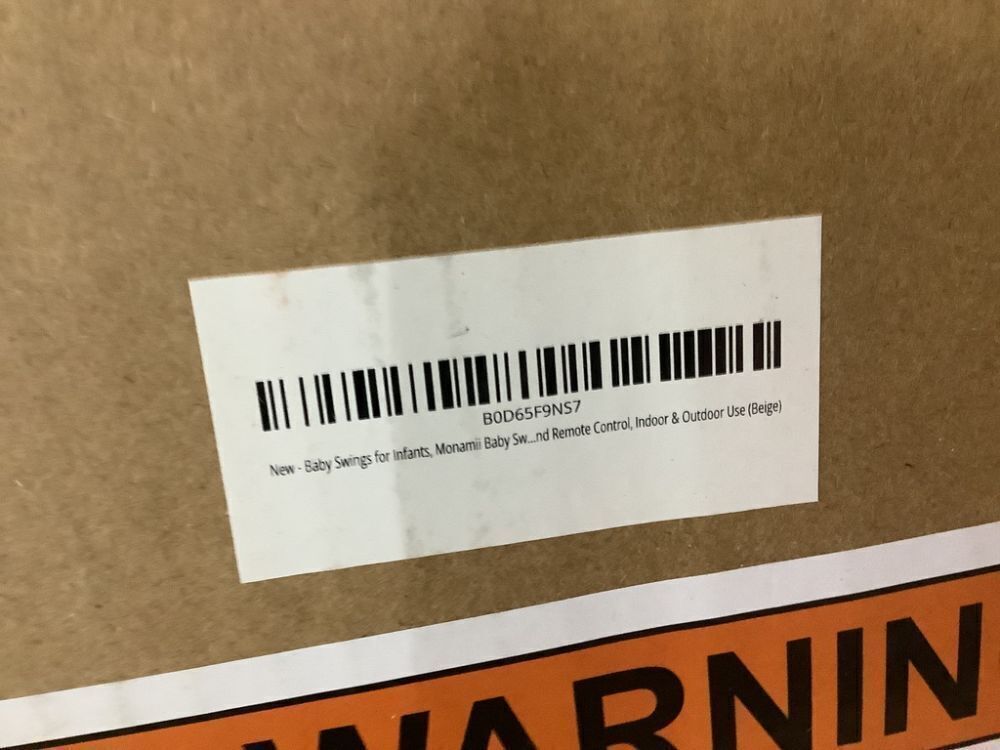 B0D65F9NS7
New - Baby Swings for Infants, Monamii Baby Sw...nd Remote Control, Indoor & Outdoor Use (Beige)
WARNIN